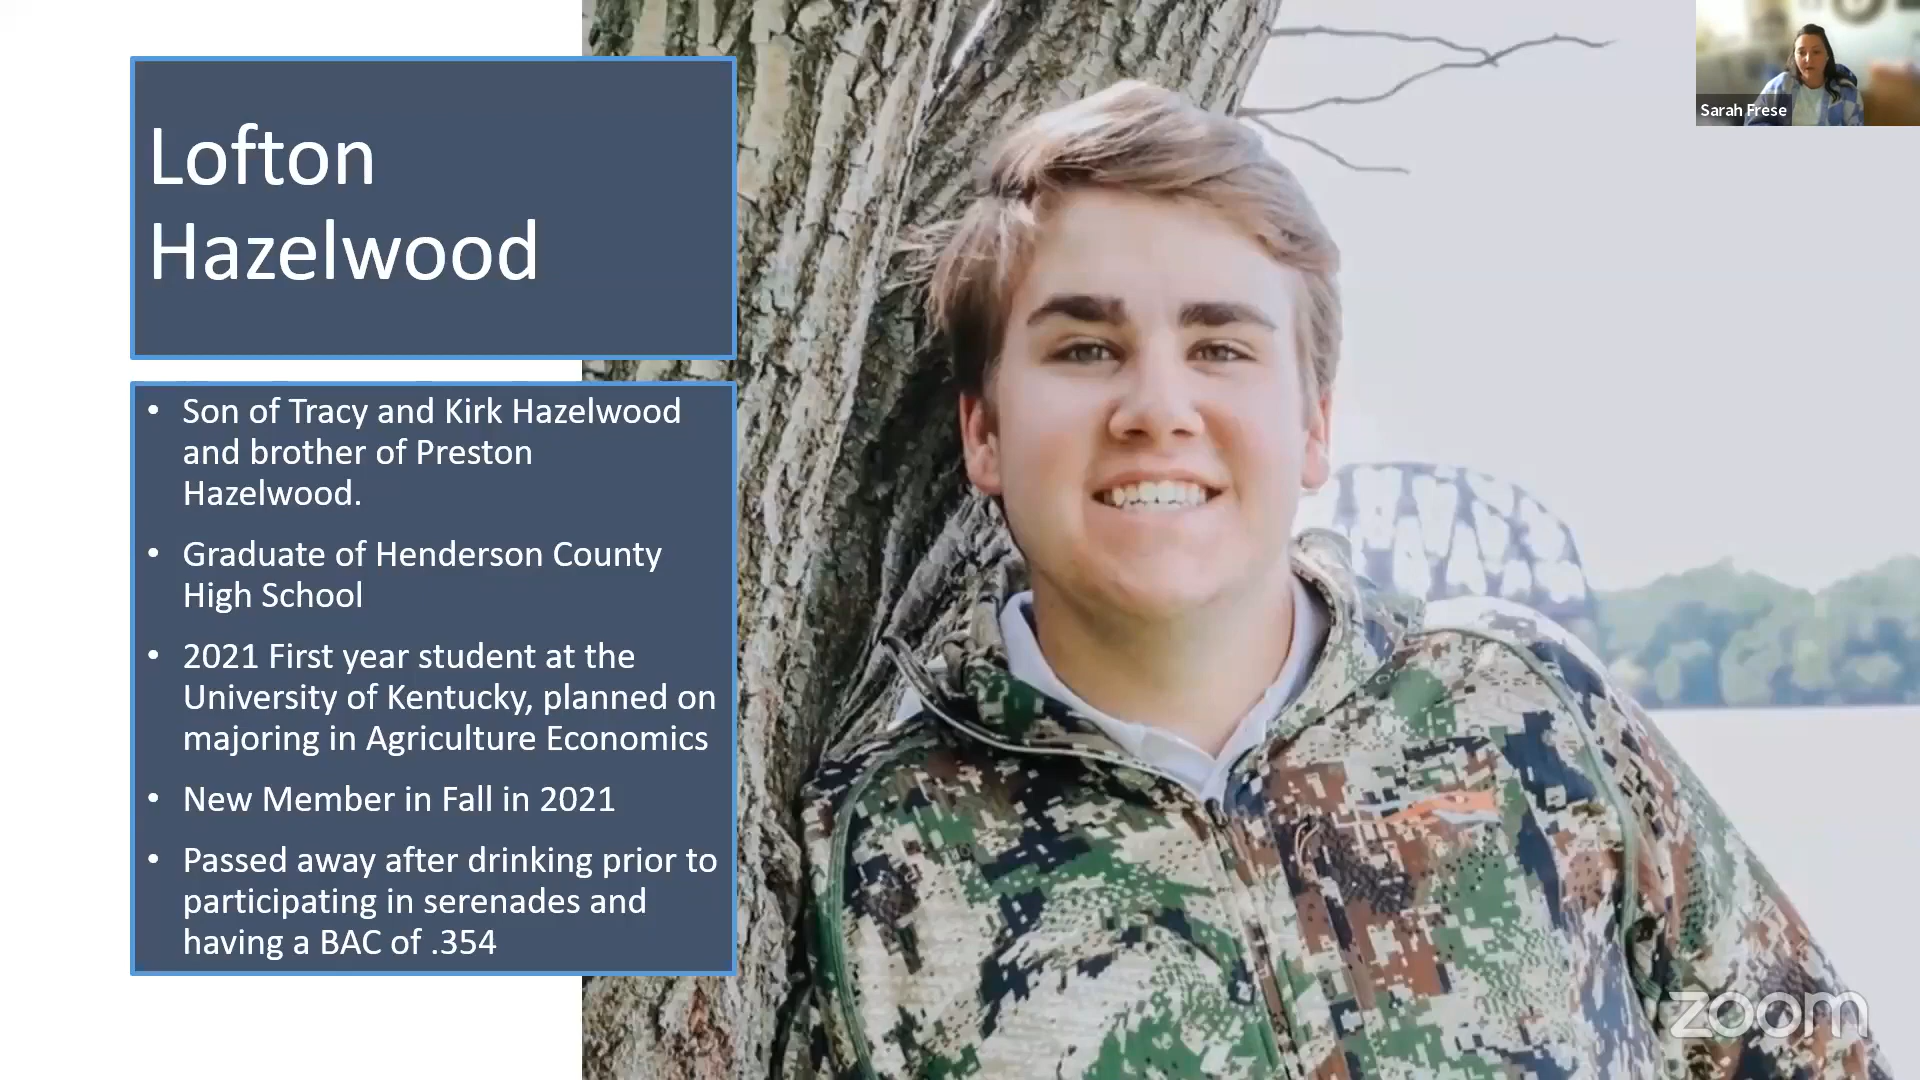 Lofton
Hazelwood
• Son of Tracy and Kirk Hazelwood
and brother of Preston
Hazelwood.
• Graduate of Henderson County
High School
• 2021 First year student at the
University of Kentucky, planned on
majoring in Agriculture Economics
• New Member in Fall in 2021
• Passed away after drinking prior to
participating in serenades and
having a BAC of .354
Sarah Frese
zoom